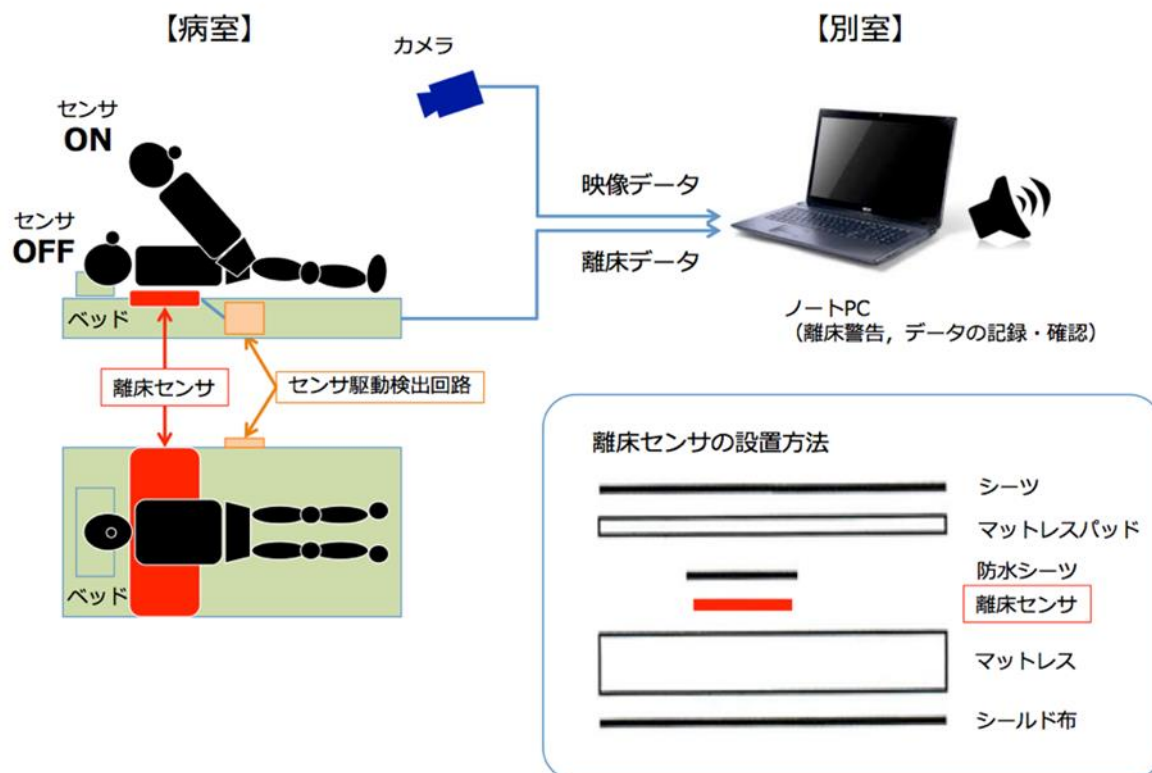 【病室】
【別室】
カメラ
センサ
ON
センサ
OFF
映像データ
離床データ
ベッド
ノートPC
(離床警告，データの記録・確認)
離床センサ
センサ駆動検出回路
ベッド
離床センサの設置方法
シーツ
マットレスパッド
防水シーツ
離床センサ
マットレス
シールド布